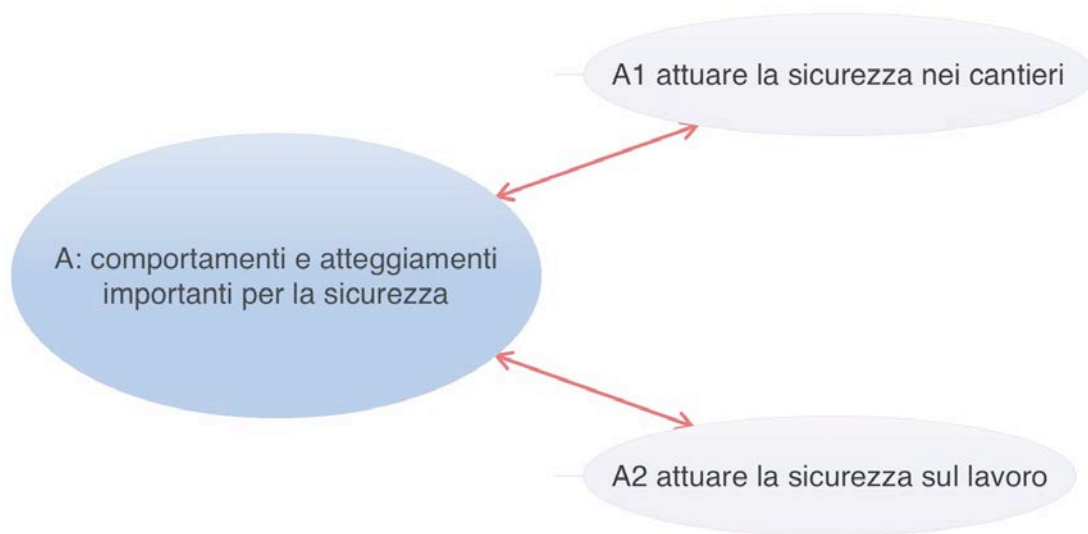 A1 attuare la sicurezza nei cantieri
A: comportamenti e atteggiamenti
importanti per la sicurezza
A2 attuare la sicurezza sul lavoro